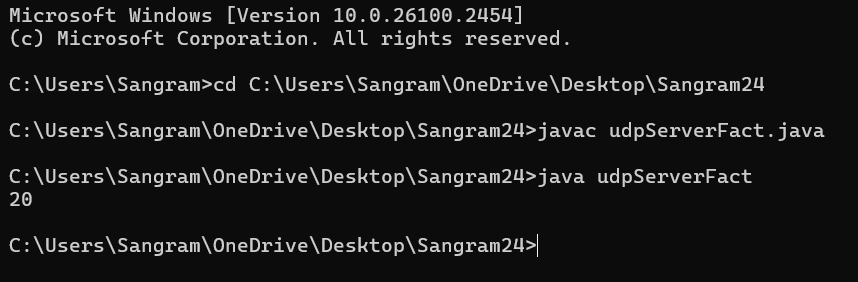 Microsoft Windows [Version 10.0.26100.2454]
(c) Microsoft Corporation. All rights reserved.
C:\Users\Sangram>cd C:\Users\Sangram\OneDrive\Desktop\Sangram24
C:\Users\Sangram\OneDrive\Desktop\Sangram24>javac udpServerFact.java
C:\Users\Sangram\OneDrive\Desktop\Sangram24>java udpServerFact
20
C:\Users\Sangram\OneDrive\Desktop\Sangram24>